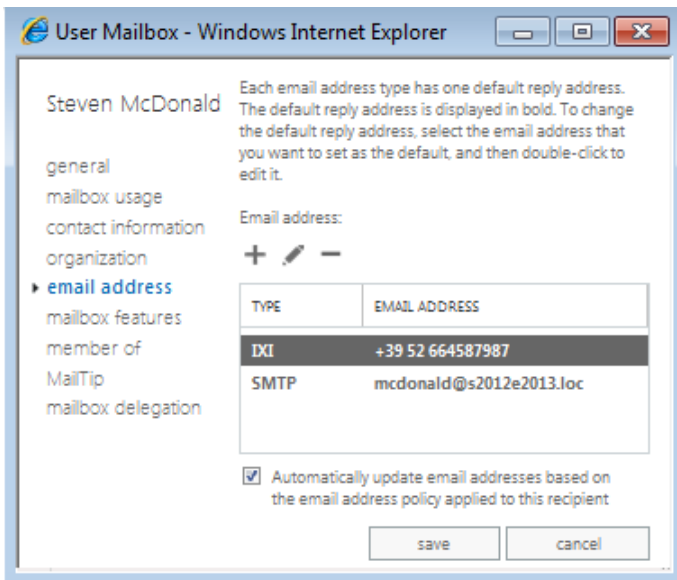 User Mailbox - Windows Internet Explorer
Steven McDonald
general
mailbox usage
contact information
organization
email address
mailbox features
member of
MailTip
mailbox delegation
Each email address type has one default reply address.
The default reply address is displayed in bold. To change
the default reply address, select the email address that
you want to set as the default, and then double-click to
edit it.
Email address:
TYPE EMAIL ADDRESS
IXI +39 52 664587987
SMTP mcdonald@s2012e2013.loc
Automatically update email addresses based on
the email address policy applied to this recipient
save cancel